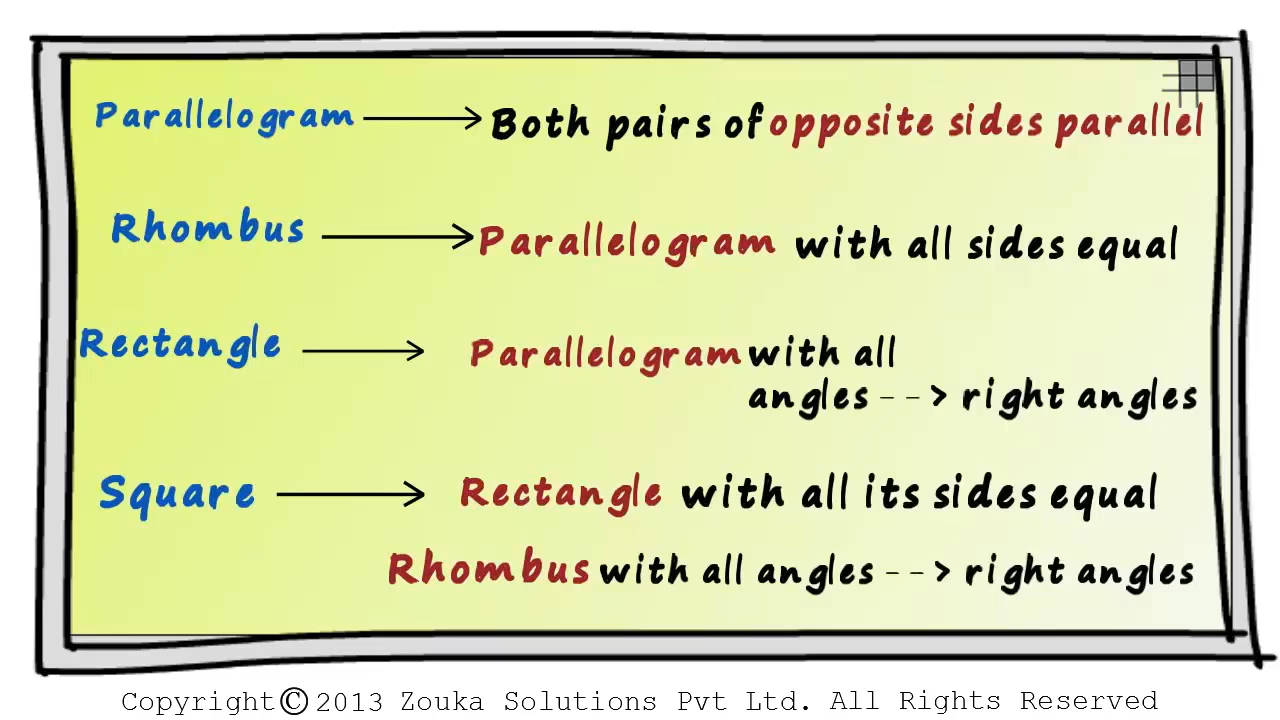 Parallelogram Both pairs of opposite sides parallel
Rhombus Parallelogram with all sides equal
Rectangle Parallelogram with all
angles --> right angles
Square Rectangle with all its sides equal
Rhombus with all angles --> right angles
Copyright © 2013 Zouka Solutions Pvt Ltd. All Rights Reserved